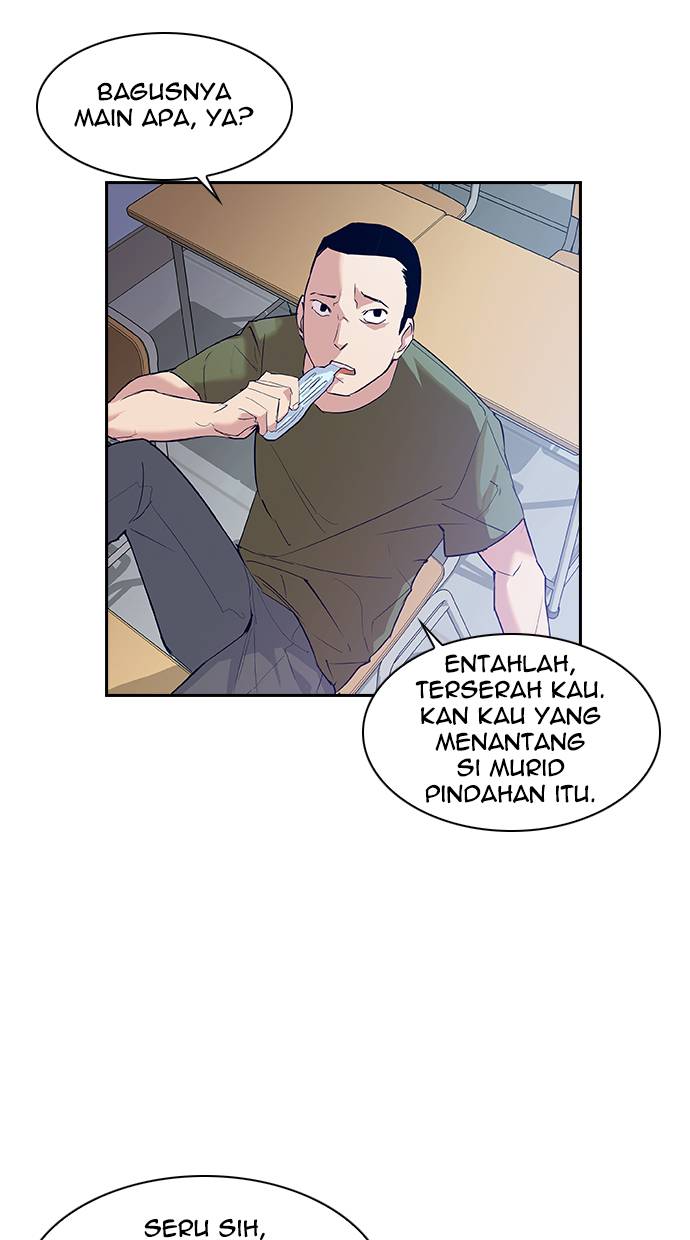 BAGUSNYA
MAIN APA, YA?
ENTAHLAH,
TERSERAH KAU.
KAN KAU YANG
MENANTANG
SI MURID
PINDAHAN ITU.
SERU SIH,